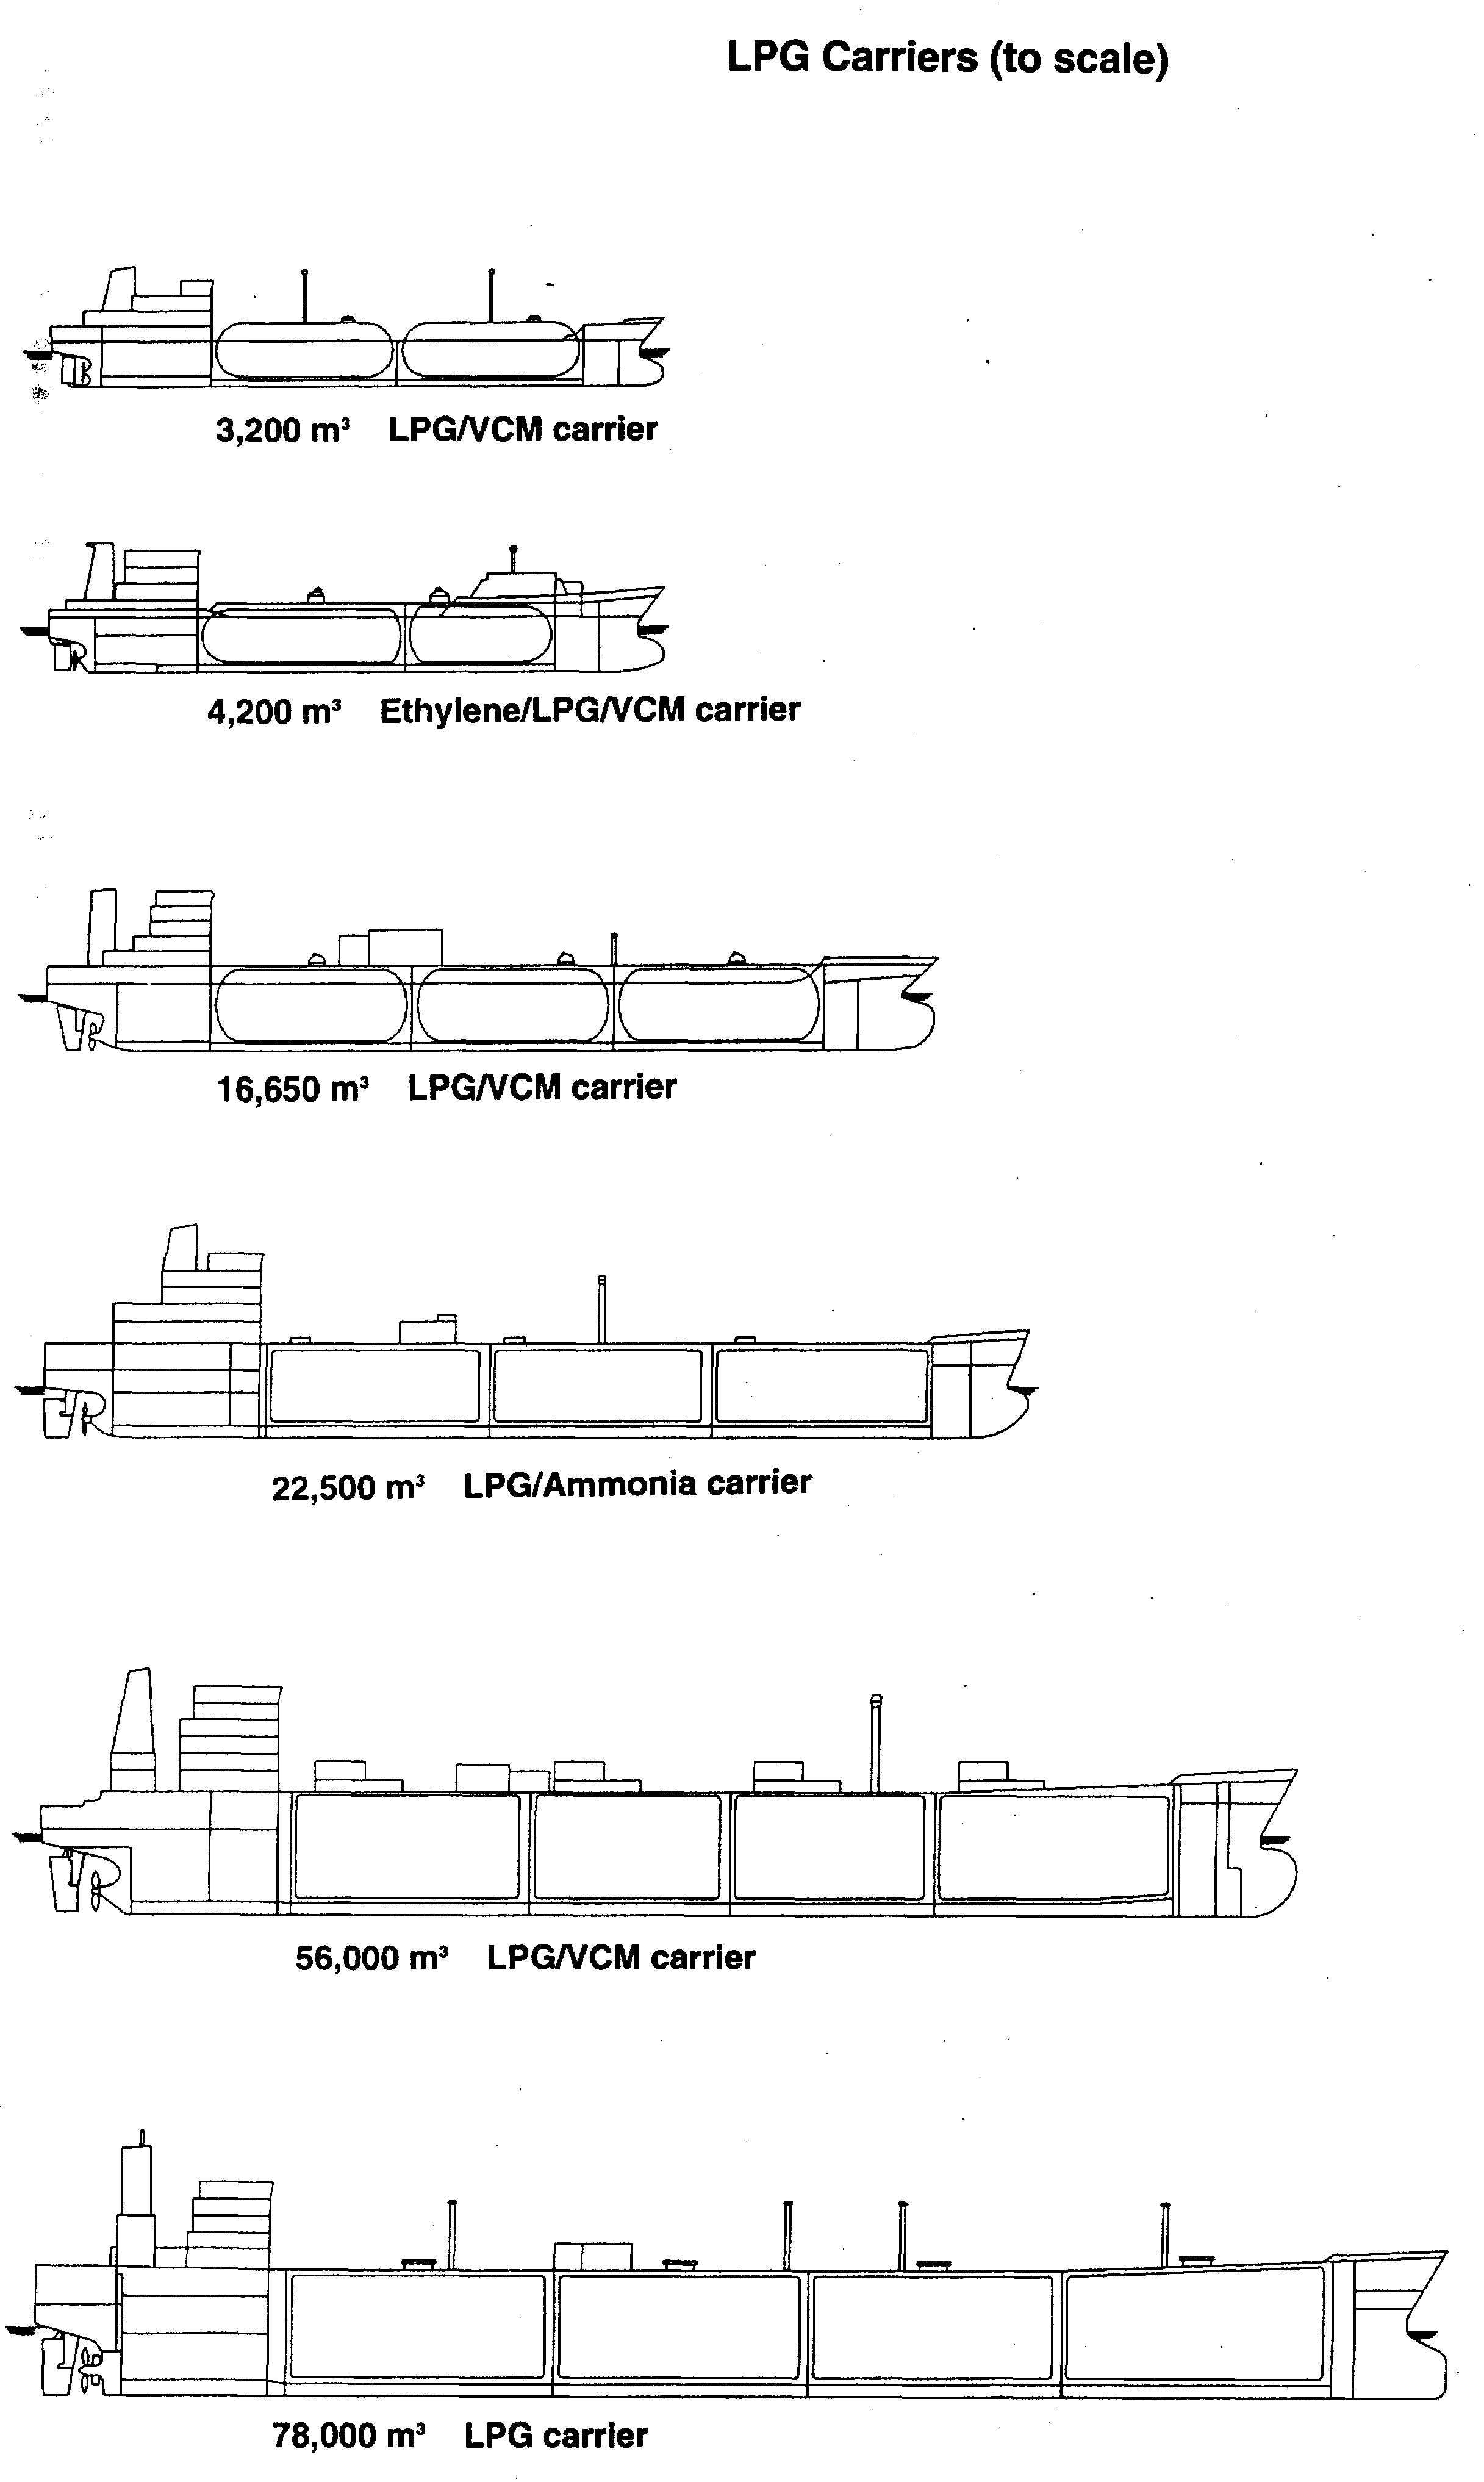 LPG Carriers (to scale)
3,200 m³ LPG/VCM carrier
4,200 m³ Ethylene/LPG/VCM carrier
16,650 m³ LPG/VCM carrier
22,500 m³ LPG/Ammonia carrier
56,000 m³ LPG/VCM carrier
78,000 m³ LPG carrier